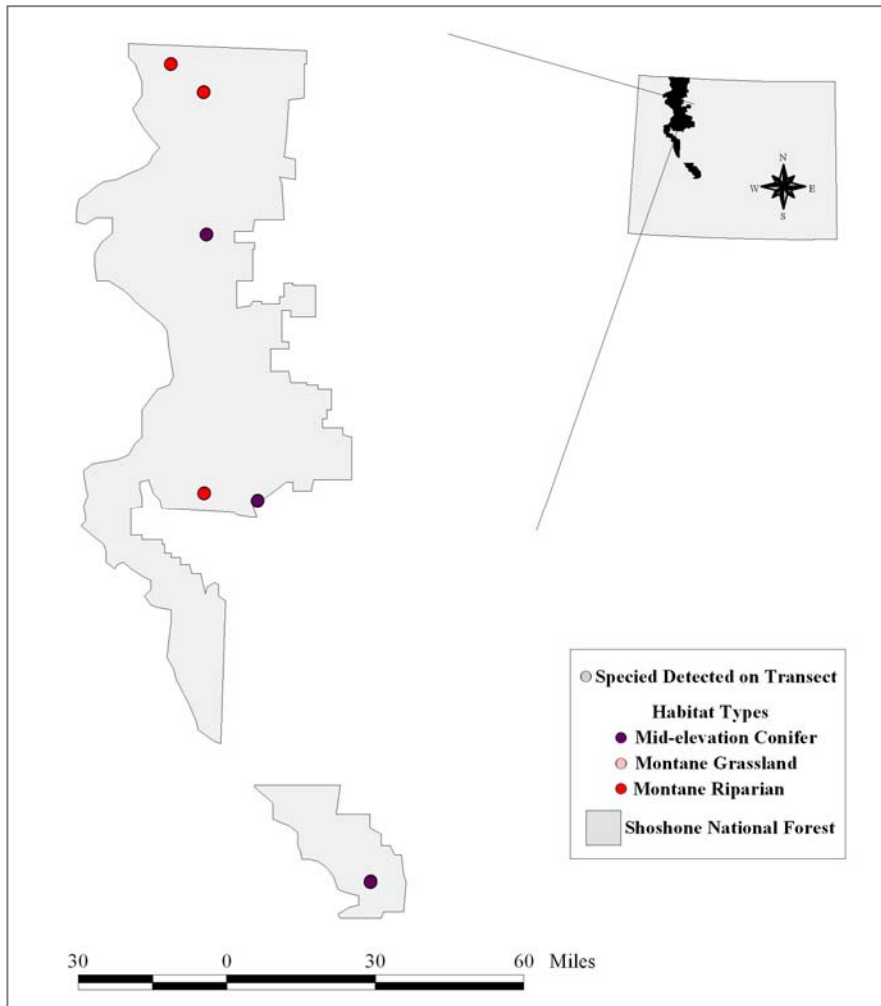 N
W E
S
Specied Detected on Transect
Habitat Types
Mid-elevation Conifer
Montane Grassland
Montane Riparian
Shoshone National Forest
30 0 30 60 Miles